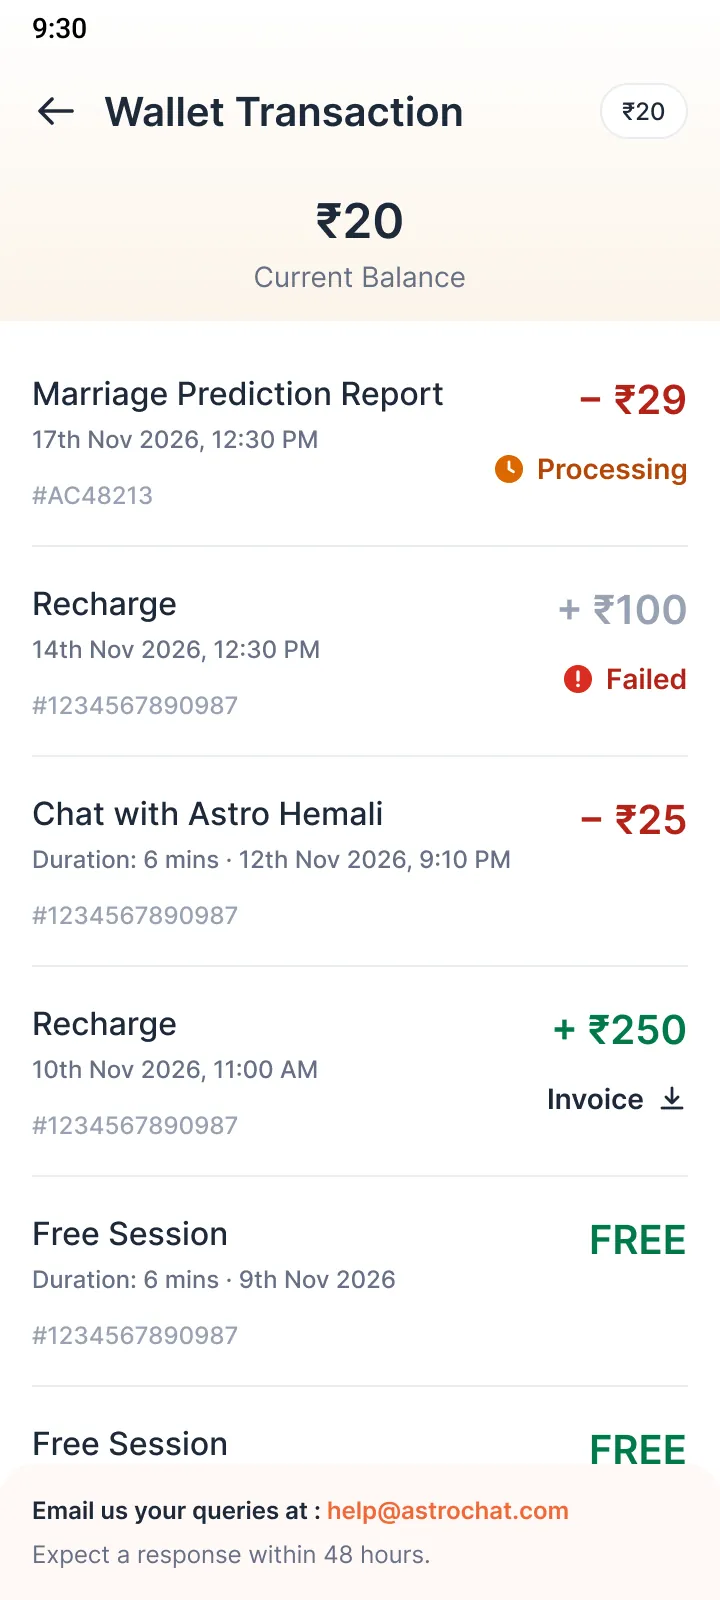 9:30
Wallet Transaction
₹20
₹20
Current Balance
Marriage Prediction Report
− ₹29
17th Nov 2026, 12:30 PM
Processing
#AC48213
Recharge
+ ₹100
14th Nov 2026, 12:30 PM
Failed
#1234567890987
Chat with Astro Hemali
− ₹25
Duration: 6 mins · 12th Nov 2026, 9:10 PM
#1234567890987
Recharge
+ ₹250
10th Nov 2026, 11:00 AM
Invoice
#1234567890987
Free Session
FREE
Duration: 6 mins · 9th Nov 2026
#1234567890987
Free Session
FREE
Email us your queries at : help@astrochat.com
Expect a response within 48 hours.